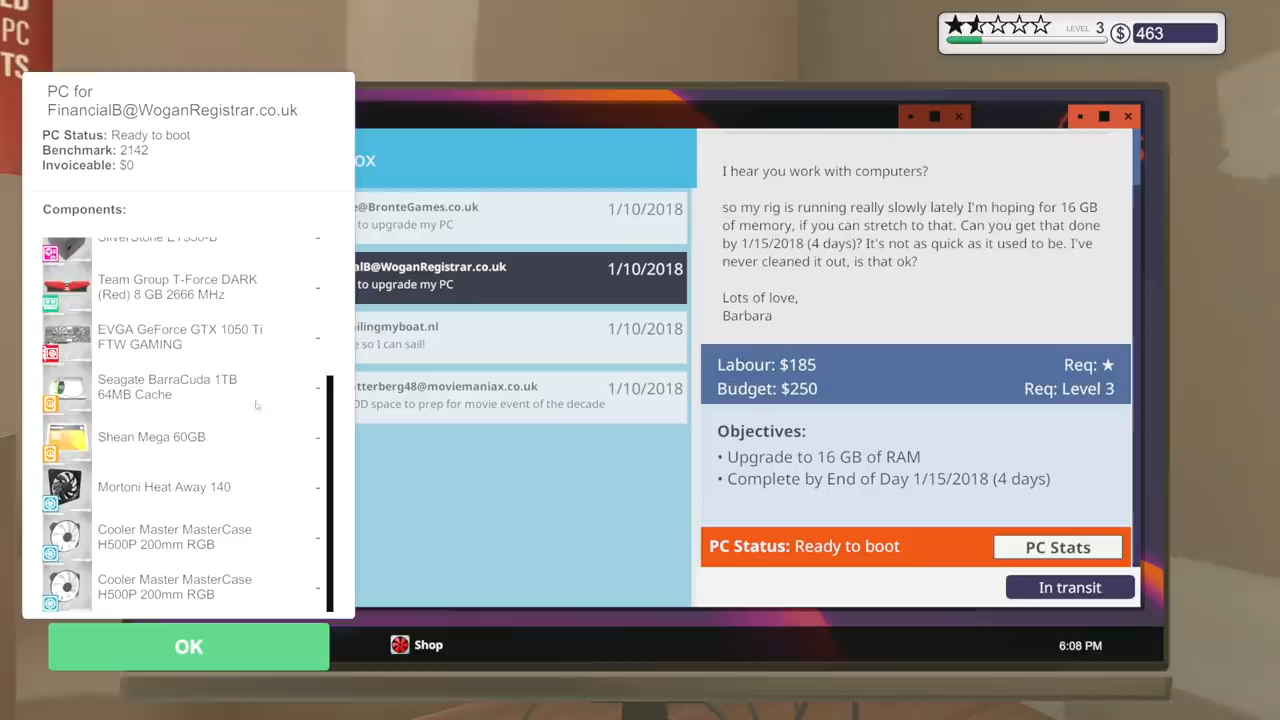 PC
TS
LEVEL 3
$ 463
PC for
FinancialB@WoganRegistrar.co.uk
PC Status: Ready to boot
Benchmark: 2142
Invoiceable: $0
Components:
SilverStone ET550-B -
Team Group T-Force DARK
(Red) 8 GB 2666 MHz -
EVGA GeForce GTX 1050 Ti
FTW GAMING -
Seagate BarraCuda 1TB
64MB Cache -
Shean Mega 60GB -
Mortoni Heat Away 140 -
Cooler Master MasterCase
H500P 200mm RGB -
Cooler Master MasterCase
H500P 200mm RGB -
OK
ox
e@BronteGames.co.uk 1/10/2018
to upgrade my PC
alB@WoganRegistrar.co.uk 1/10/2018
to upgrade my PC
ilingmyboat.nl 1/10/2018
e so I can sail!
tterberg48@moviemaniax.co.uk 1/10/2018
DD space to prep for movie event of the decade
I hear you work with computers?
so my rig is running really slowly lately I'm hoping for 16 GB
of memory, if you can stretch to that. Can you get that done
by 1/15/2018 (4 days)? It's not as quick as it used to be. I've
never cleaned it out, is that ok?
Lots of love,
Barbara
Labour: $185 Req: ★
Budget: $250 Req: Level 3
Objectives:
• Upgrade to 16 GB of RAM
• Complete by End of Day 1/15/2018 (4 days)
PC Status: Ready to boot PC Stats
In transit
Shop
6:08 PM